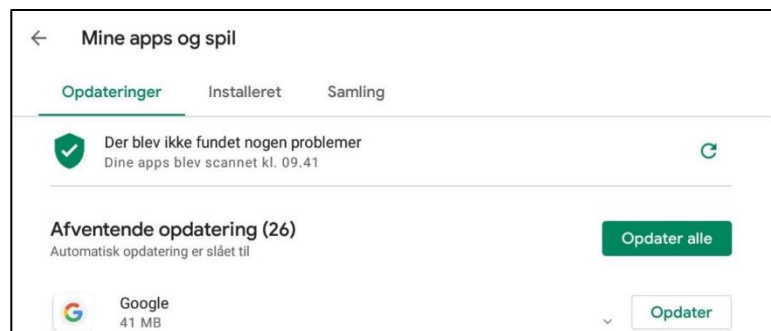 Mine apps og spil
Opdateringer Installeret Samling
Der blev ikke fundet nogen problemer
Dine apps blev scannet kl. 09.41
Afventende opdatering (26)
Opdater alle
Automatisk opdatering er slået til
Google
41 MB
Opdater